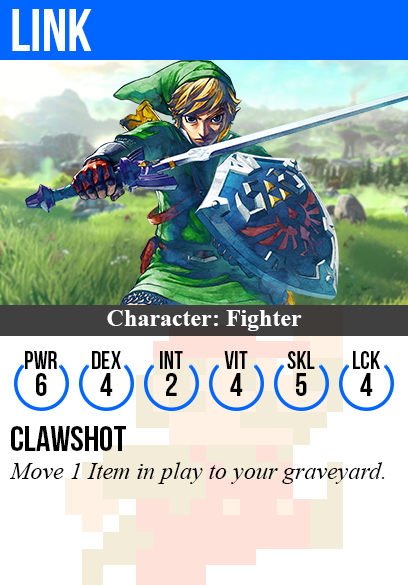 LINK
Character: Fighter
PWR DEX INT VIT SKL LCK
6 4 2 4 5 4
CLAWSHOT
Move 1 Item in play to your graveyard.